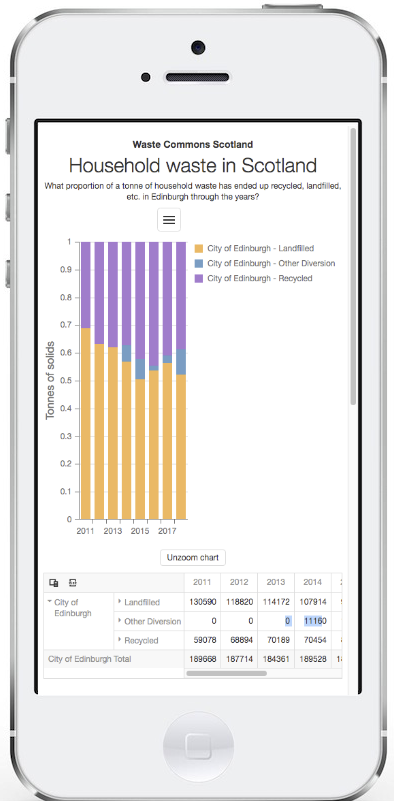 Waste Commons Scotland
Household waste in Scotland
What proportion of a tonne of household waste has ended up recycled, landfilled,
etc. in Edinburgh through the years?
City of Edinburgh - Landfilled
City of Edinburgh - Other Diversion
City of Edinburgh - Recycled
Tonnes of solids
1
0.9
0.8
0.7
0.6
0.5
0.4
0.3
0.2
0.1
0
2011 2013 2015 2017
Unzoom chart
2011 2012 2013 2014 2
City of Edinburgh Landfilled 130590 118820 114172 107914
Other Diversion 0 0 0 11160
Recycled 59078 68894 70189 70454
City of Edinburgh Total 189668 187714 184361 189528 1